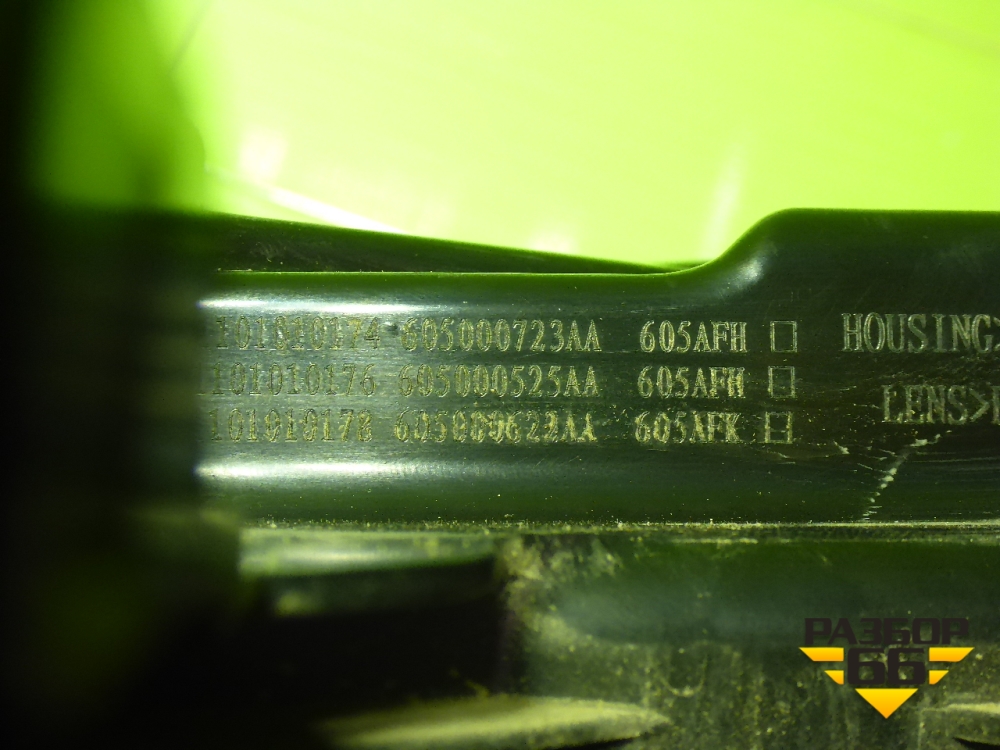 101010174 605000723AA 605AFH □ HOUSING>
101010176 605000525AA 605AFH □ LENS>
101010178 605000622AA 605AFK □
РАЗБОР
66